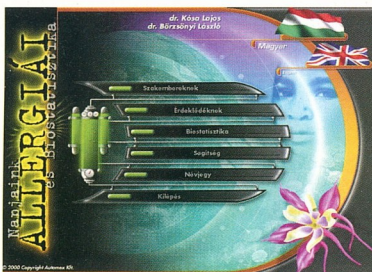 dr. Kósa Lajos
dr. Börzsönyi László
Magyar
Napjaink
ALLERGIÁI
és Biostatisztika
Szakembereknek
Érdeklődőknek
Biostatisztika
Segítség
Névjegy
Kilépés
© 2000 Copyright Automex Kft